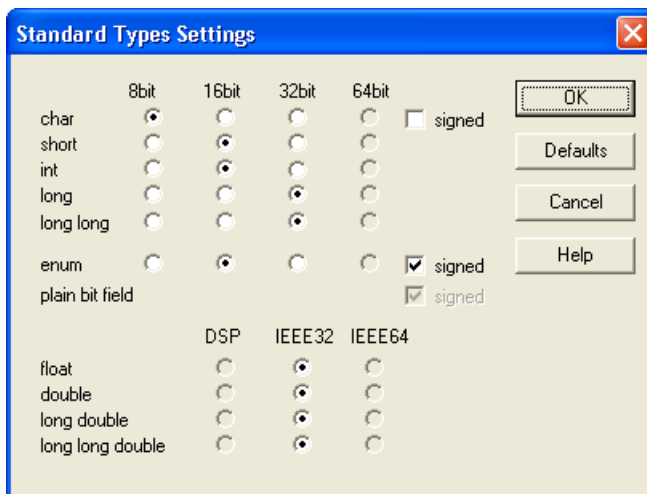 Standard Types Settings
8bit 16bit 32bit 64bit
char signed
short
int
long
long long
enum signed
plain bit field signed
DSP IEEE32 IEEE64
float
double
long double
long long double
OK
Defaults
Cancel
Help